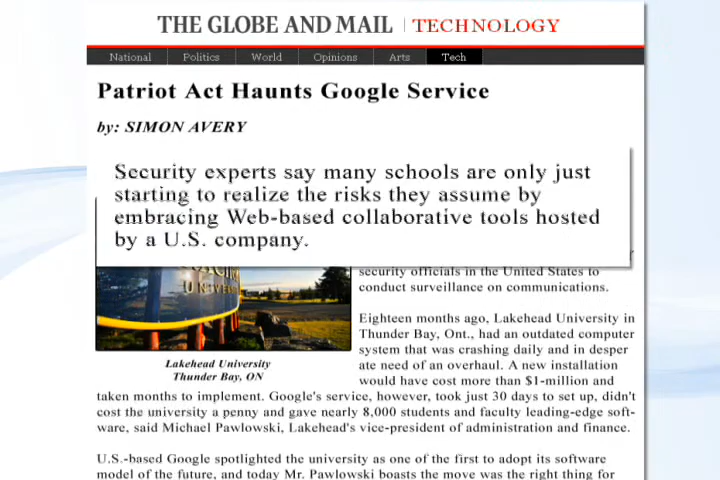 THE GLOBE AND MAIL | TECHNOLOGY
National Politics World Opinions Arts Tech
Patriot Act Haunts Google Service
by: SIMON AVERY
Security experts say many schools are only just
starting to realize the risks they assume by
embracing Web-based collaborative tools hosted
by a U.S. company.
security officials in the United States to
conduct surveillance on communications.
Eighteen months ago, Lakehead University in
Thunder Bay, Ont., had an outdated computer
system that was crashing daily and in desper
ate need of an overhaul. A new installation
would have cost more than $1-million and
Lakehead University
Thunder Bay, ON
taken months to implement. Google's service, however, took just 30 days to set up, didn't
cost the university a penny and gave nearly 8,000 students and faculty leading-edge soft-
ware, said Michael Pawlowski, Lakehead's vice-president of administration and finance.
U.S.-based Google spotlighted the university as one of the first to adopt its software
model of the future, and today Mr. Pawlowski boasts the move was the right thing for